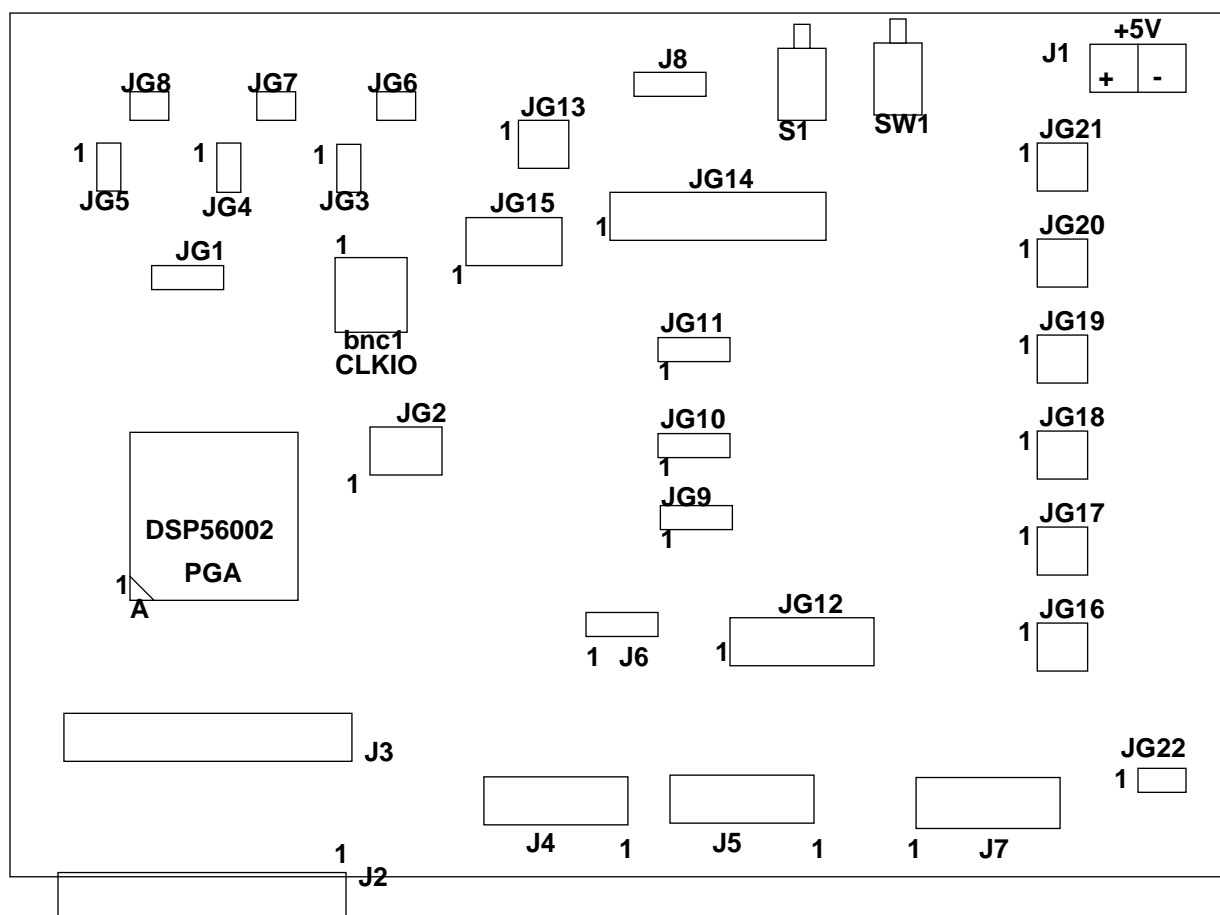 +5V
J1
+ -
J8
JG8
JG7
JG6
JG13
1
S1
SW1
JG21
1
1
JG5
1
JG4
1
JG3
JG14
1
JG15
1
JG20
1
JG1
1
bnc1
CLKIO
JG11
1
JG19
1
JG2
1
JG10
1
JG18
1
JG9
1
JG17
1
DSP56002
PGA
1
A
JG12
1
JG16
1
1 J6
J3
JG22
1
J4 1
J5 1
1 J7
1
J2